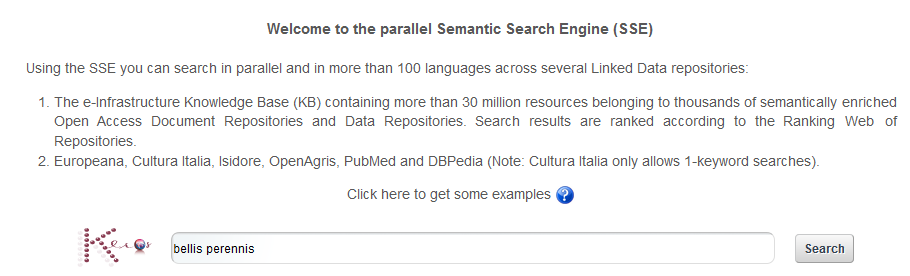 Welcome to the parallel Semantic Search Engine (SSE)
Using the SSE you can search in parallel and in more than 100 languages across several Linked Data repositories:
1. The e-Infrastructure Knowledge Base (KB) containing more than 30 million resources belonging to thousands of semantically enriched
Open Access Document Repositories and Data Repositories. Search results are ranked according to the Ranking Web of
Repositories.
2. Europeana, Cultura Italia, Isidore, OpenAgris, PubMed and DBPedia (Note: Cultura Italia only allows 1-keyword searches).
Click here to get some examples ?
bellis perennis Search